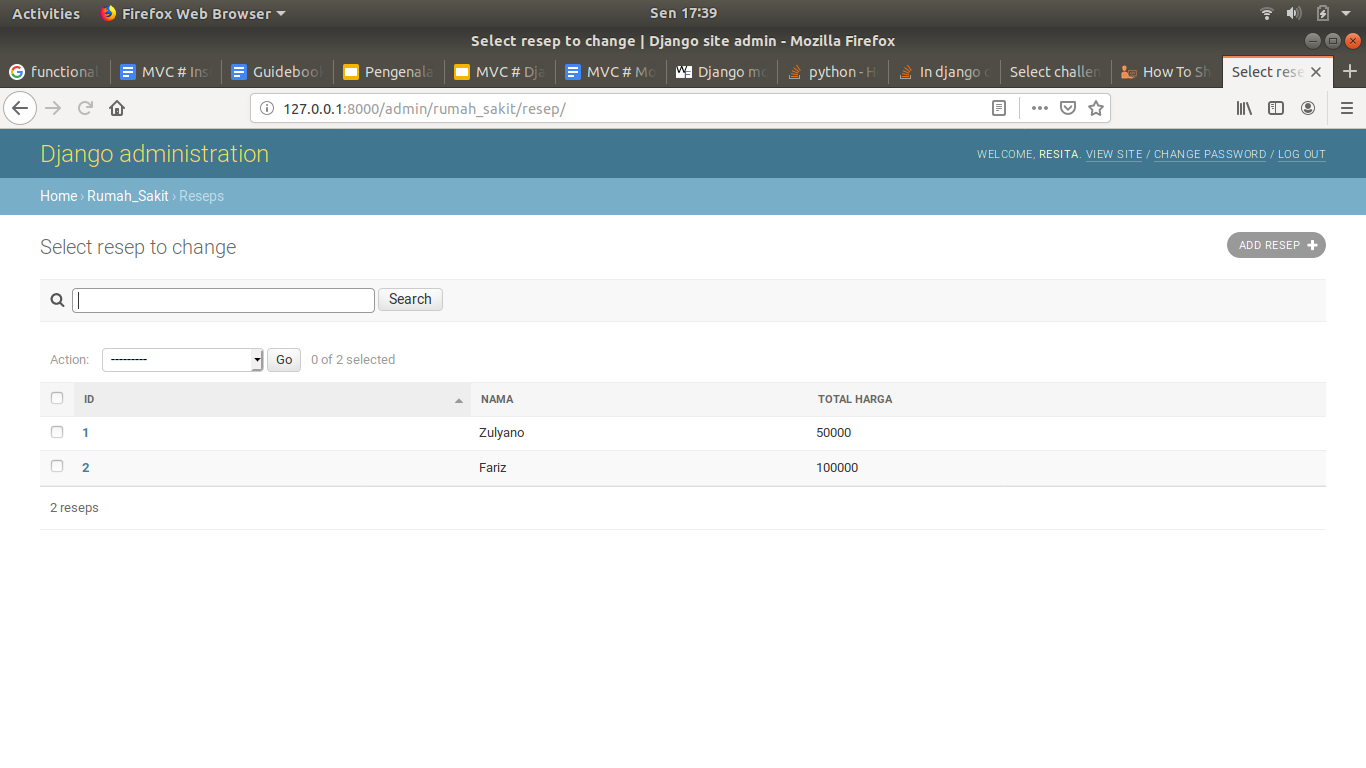 Activities Firefox Web Browser Sen 17:39
Select resep to change | Django site admin - Mozilla Firefox
functional MVC # Ins Guidebook Pengenala MVC # Dja MVC # Mo Django mo python - H In django Select challen How To Sh Select rese
127.0.0.1:8000/admin/rumah_sakit/resep/
Django administration WELCOME, RESITA. VIEW SITE / CHANGE PASSWORD / LOG OUT
Home › Rumah_Sakit › Reseps
Select resep to change ADD RESEP
Search
Action: --------- Go 0 of 2 selected
ID NAMA TOTAL HARGA
1 Zulyano 50000
2 Fariz 100000
2 reseps